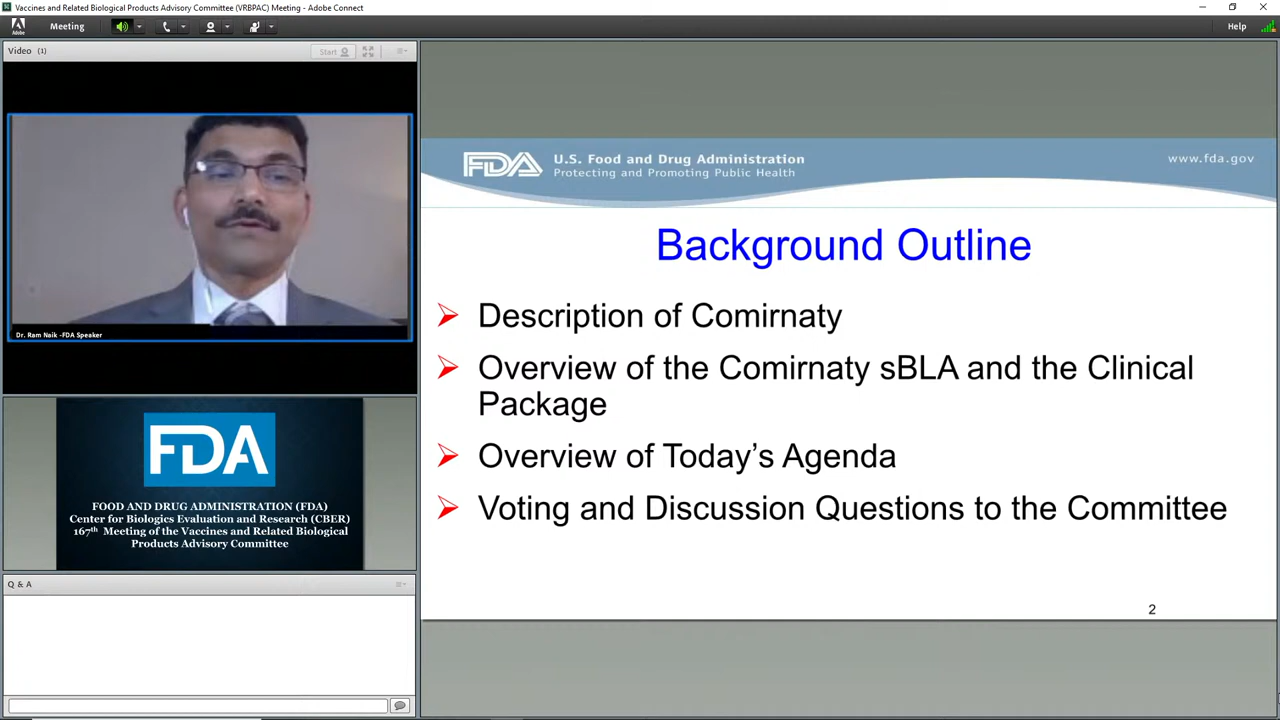 Vaccines and Related Biological Products Advisory Committee (VRBPAC) Meeting - Adobe Connect
Adobe
Meeting
Help
Video (1)
Start
Dr. Ram Naik -FDA Speaker
FDA
FOOD AND DRUG ADMINISTRATION (FDA)
Center for Biologics Evaluation and Research (CBER)
167th Meeting of the Vaccines and Related Biological
Products Advisory Committee
Q & A
FDA
U.S. Food and Drug Administration
Protecting and Promoting Public Health
www.fda.gov
Background Outline
Description of Comirnaty
Overview of the Comirnaty sBLA and the Clinical
Package
Overview of Today's Agenda
Voting and Discussion Questions to the Committee
2